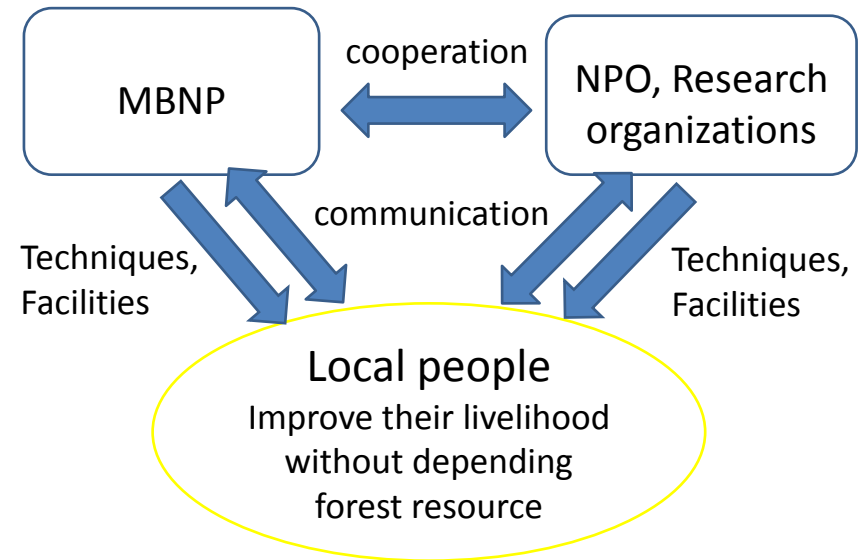 cooperation
MBNP
NPO, Research
organizations
communication
Techniques,
Facilities
Techniques,
Facilities
Local people
Improve their livelihood
without depending
forest resource